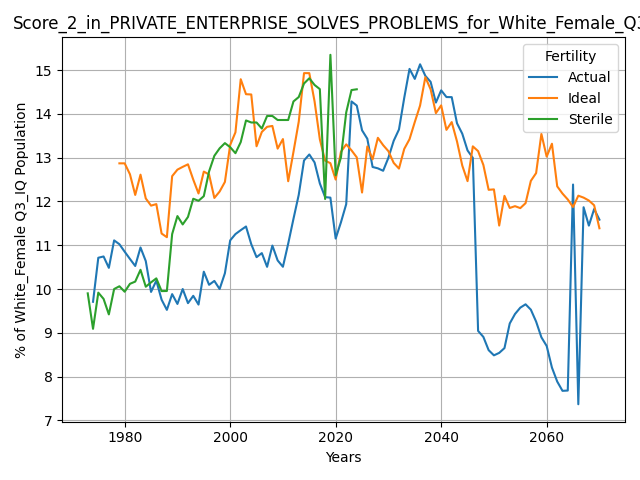 Score_2_in_PRIVATE_ENTERPRISE_SOLVES_PROBLEMS_for_White_Female_Q3
Fertility
Actual
Ideal
Sterile
% of White_Female Q3_IQ Population
15
14
13
12
11
10
9
8
7
1980
2000
2020
2040
2060
Years